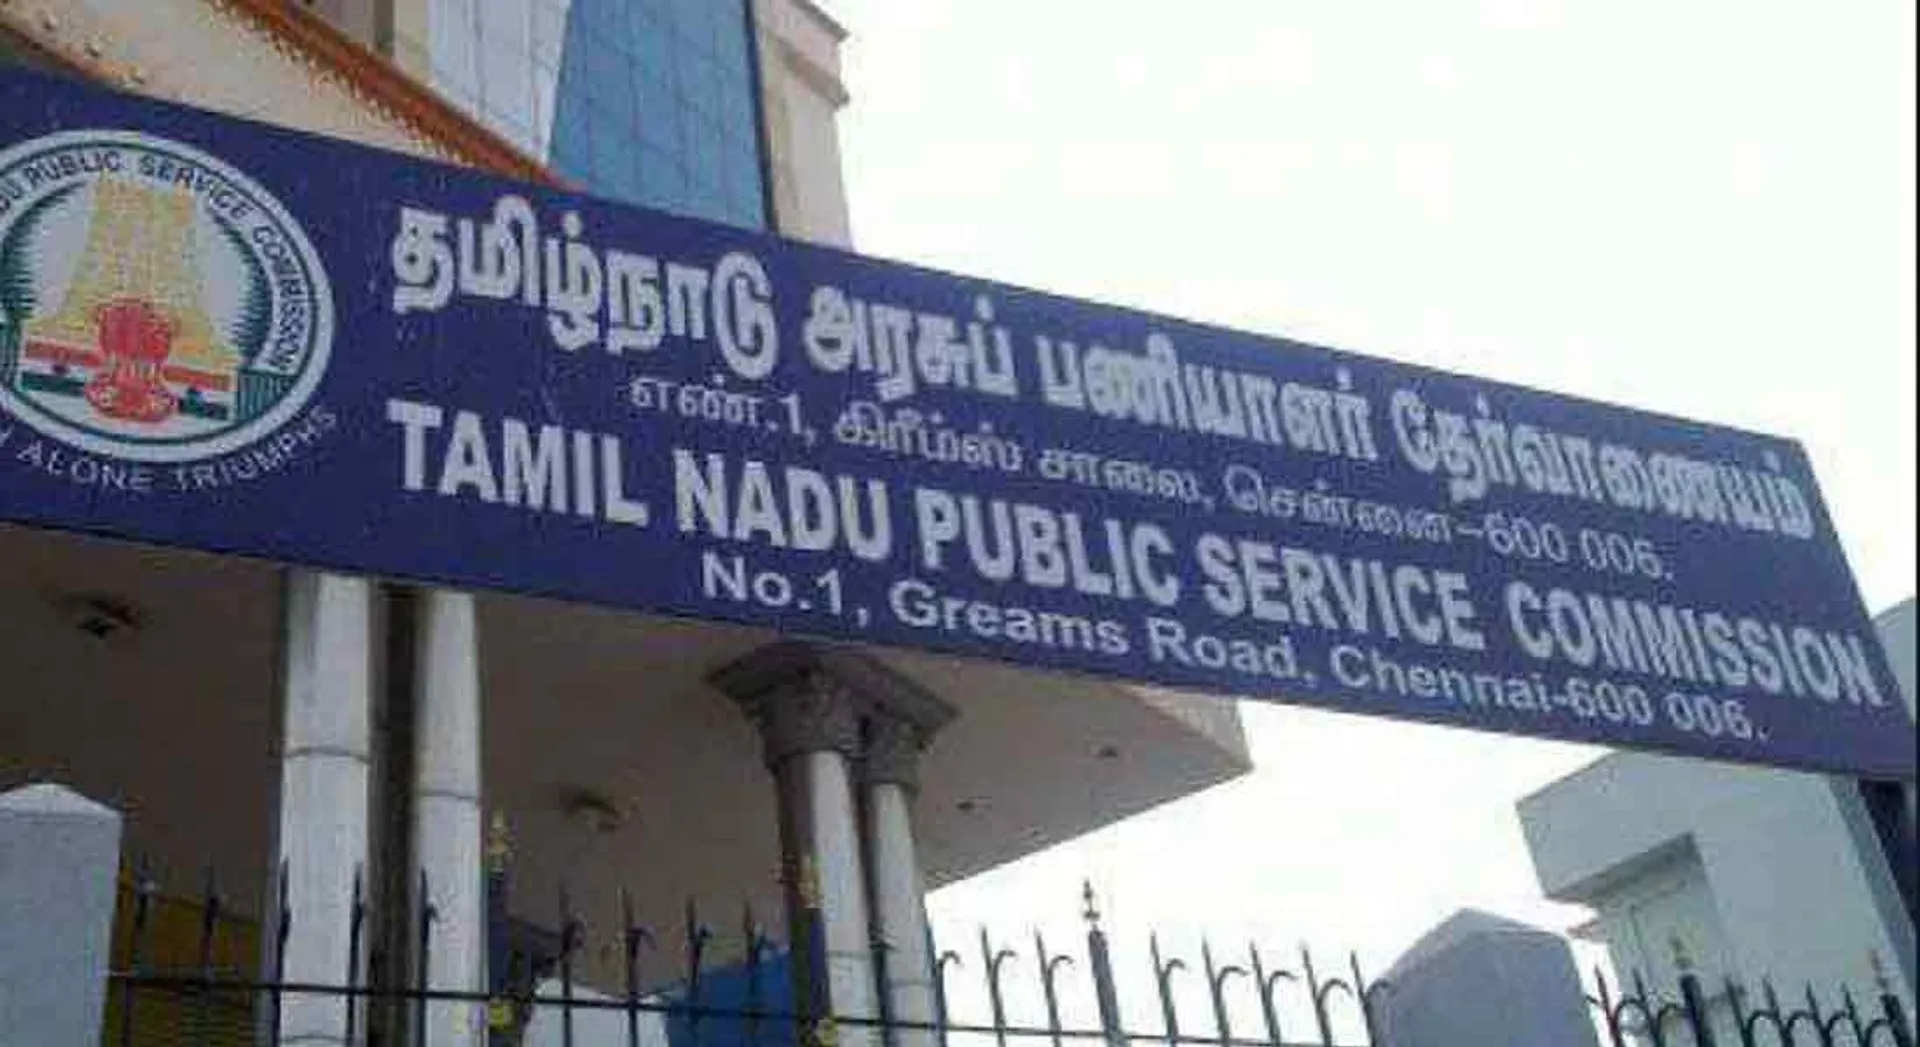 DU PUBLIC SERVICE COMMISSION
ALONE TRIUMPHS
தமிழ்நாடு அரசுப் பணியாளர் தேர்வாணையம்
எண்.1, கிரீம்ஸ் சாலை, சென்னை-600 006.
TAMIL NADU PUBLIC SERVICE COMMISSION
No.1, Greams Road, Chennai-600 006.